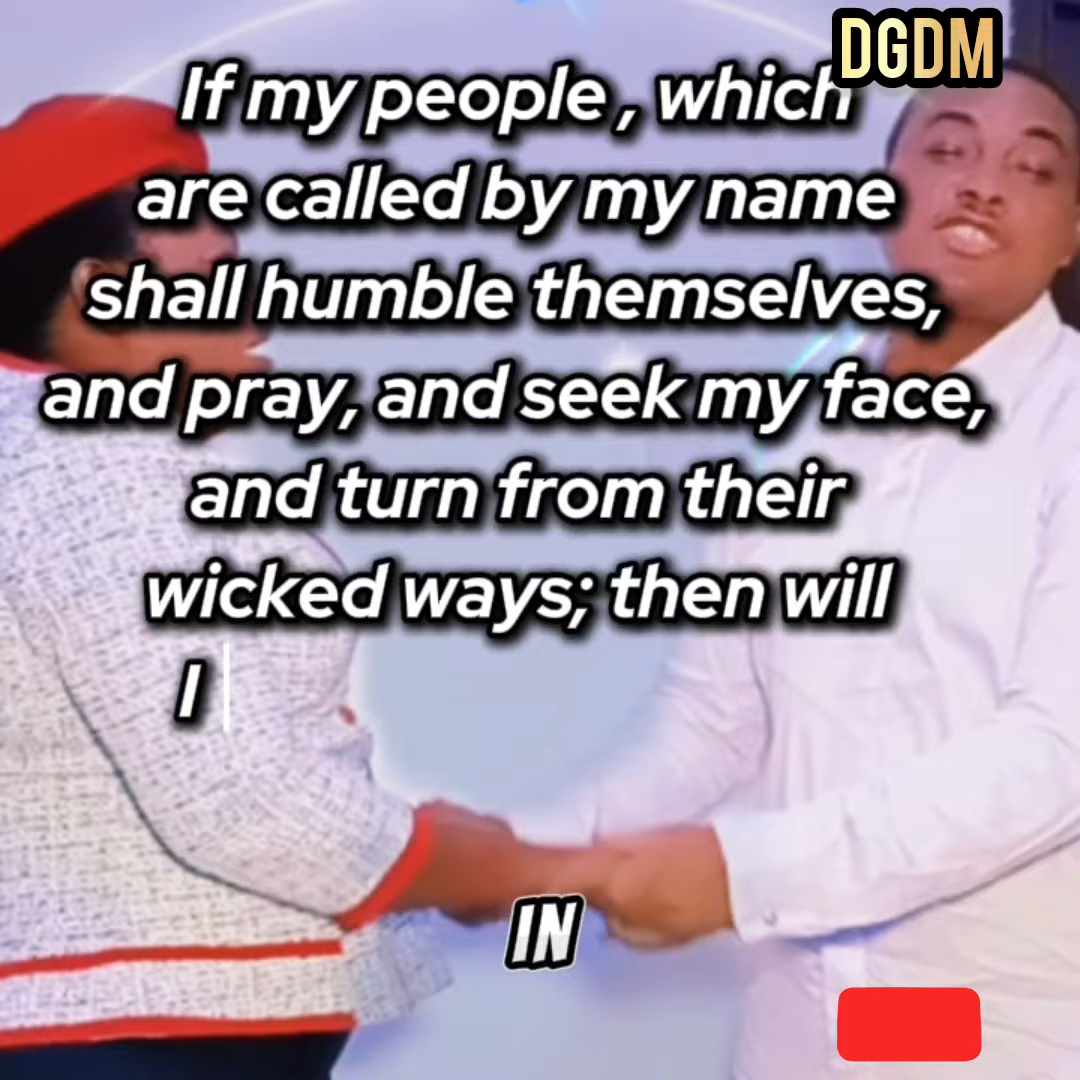 DGDM
If my people, which
are called by my name
shall humble themselves,
and pray, and seek my face,
and turn from their
wicked ways; then will
I
IN